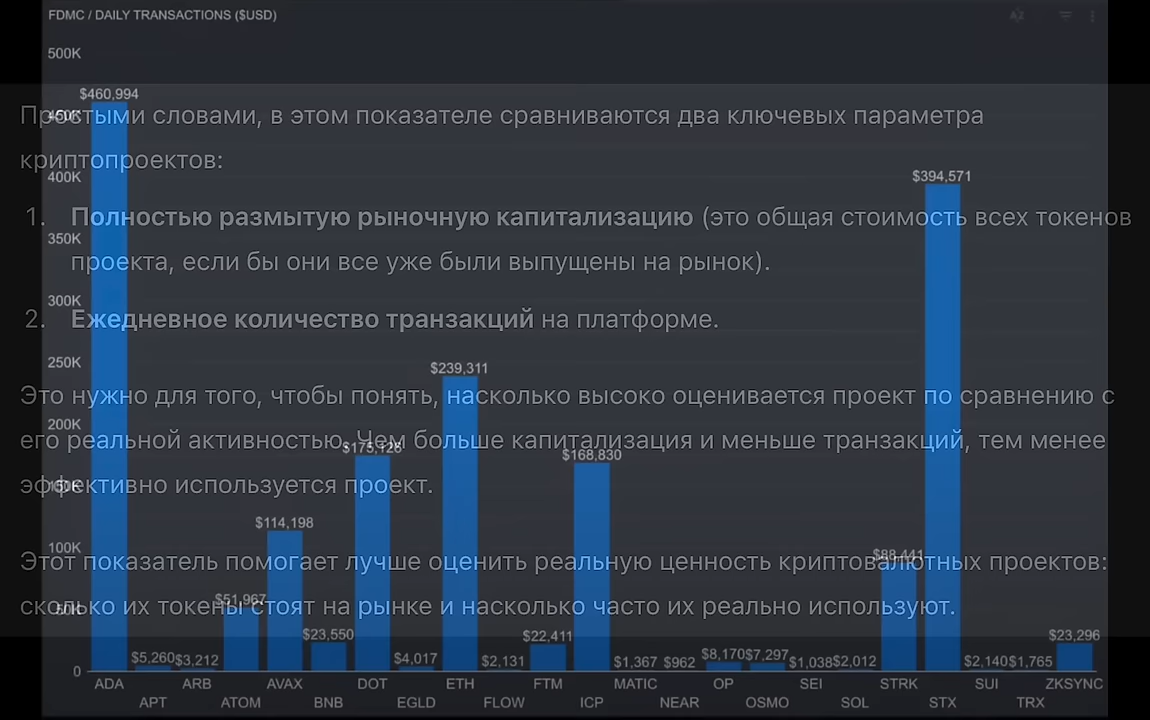 FDMC / DAILY TRANSACTIONS ($USD)
500K
$460,994
450K
Простыми словами, в этом показателе сравниваются два ключевых параметра
криптопроектов:
400K
$394,571
1. Полностью размытую рыночную капитализацию (это общая стоимость всех токенов
350K
проекта, если бы они все уже были выпущены на рынок).
300K
2. Ежедневное количество транзакций на платформе.
250K
$239,311
Это нужно для того, чтобы понять, насколько высоко оценивается проект по сравнению с
200K
его реальной активностью. Чем больше капитализация и меньше транзакций, тем менее
$175,126
$168,830
эффективно используется проект.
150K
$114,198
100K
$88,441
Этот показатель помогает лучше оценить реальную ценность криптовалютных проектов:
$51,967
50K
сколько их токены стоят на рынке и насколько часто их реально используют.
$23,550
$22,411
$23,296
$5,260 $3,212 $4,017 $2,131 $1,367 $962 $8,170 $7,297 $1,038 $2,012 $2,140 $1,765
0
ADA ARB AVAX DOT ETH FTM MATIC OP SEI STRK SUI ZKSYNC
APT ATOM BNB EGLD FLOW ICP NEAR OSMO SOL STX TRX